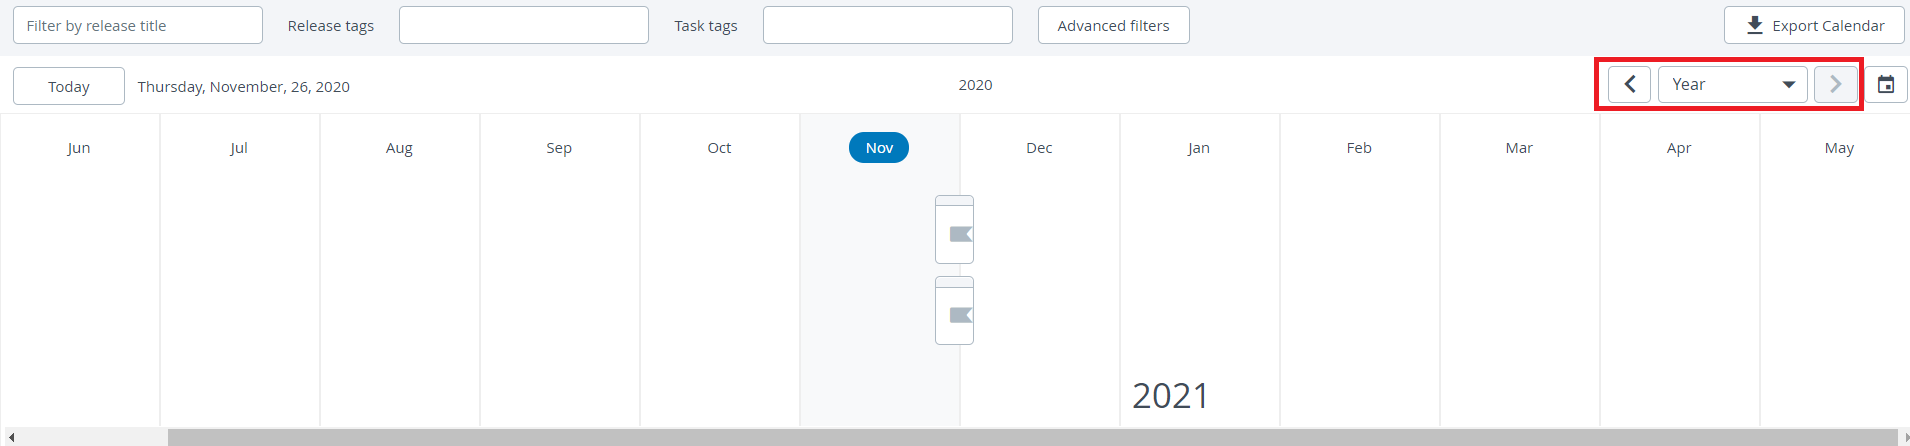 Filter by release title Release tags Task tags Advanced filters Export Calendar
Today Thursday, November, 26, 2020 2020 Year
Jun Jul Aug Sep Oct Nov Dec Jan Feb Mar Apr May
2021